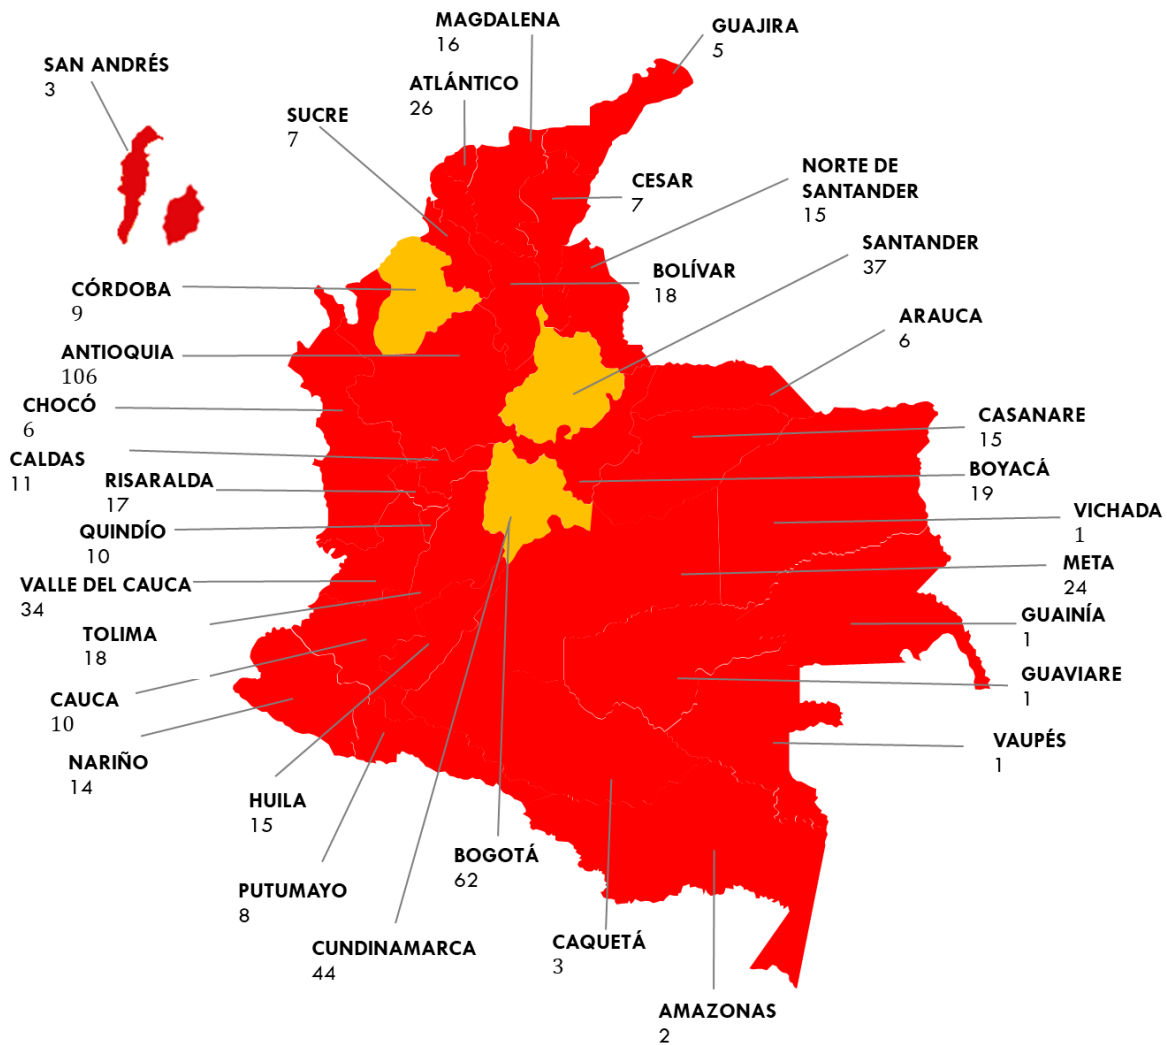 MAGDALENA
16
GUAJIRA
5
SAN ANDRÉS
3
ATLÁNTICO
26
SUCRE
7
CESAR
7
NORTE DE
SANTANDER
15
SANTANDER
37
BOLÍVAR
18
CÓRDOBA
9
ARAUCA
6
ANTIOQUIA
106
CHOCÓ
6
CASANARE
15
CALDAS
11
BOYACÁ
19
RISARALDA
17
VICHADA
1
QUINDÍO
10
META
24
VALLE DEL CAUCA
34
GUAINÍA
1
TOLIMA
18
GUAVIARE
1
CAUCA
10
VAUPÉS
1
NARIÑO
14
HUILA
15
BOGOTÁ
62
PUTUMAYO
8
CUNDINAMARCA
44
CAQUETÁ
3
AMAZONAS
2